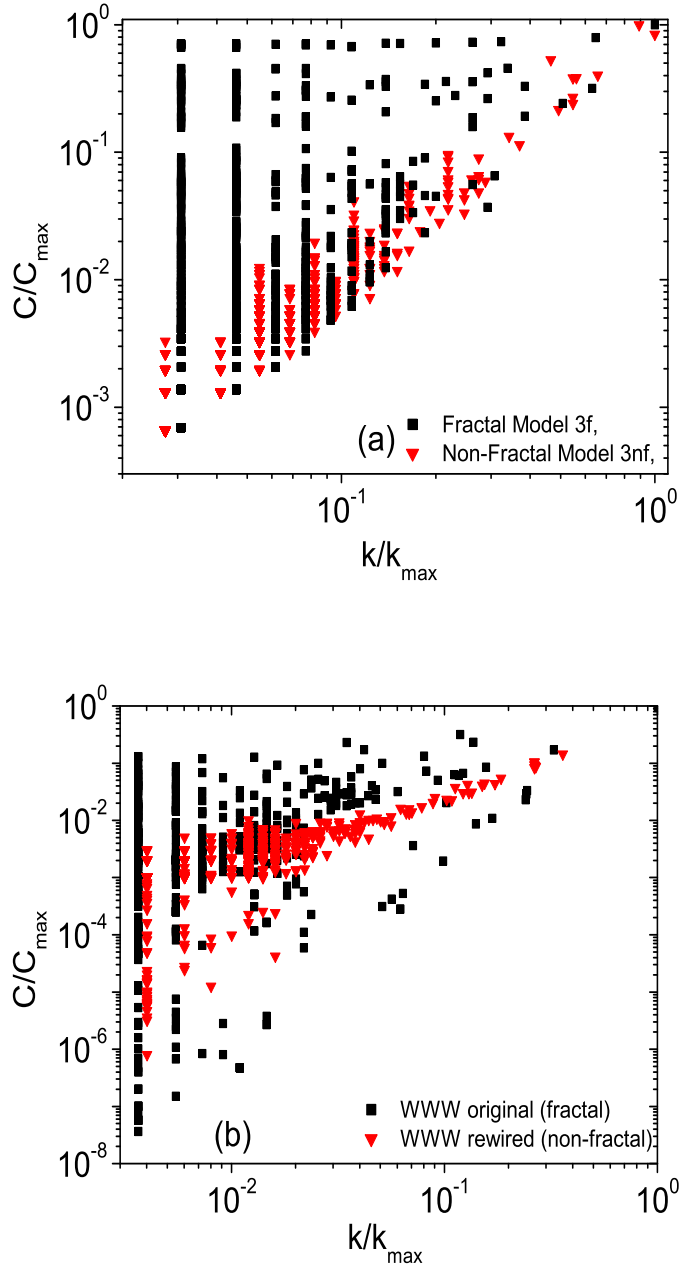 10^0
10^-1
10^-2
10^-3
C/C_max
(a)
Fractal Model 3f,
Non-Fractal Model 3nf,
10^-1
10^0
k/k_max
10^0
10^-2
10^-4
10^-6
10^-8
C/C_max
(b)
WWW original (fractal)
WWW rewired (non-fractal)
10^-2
10^-1
10^0
k/k_max